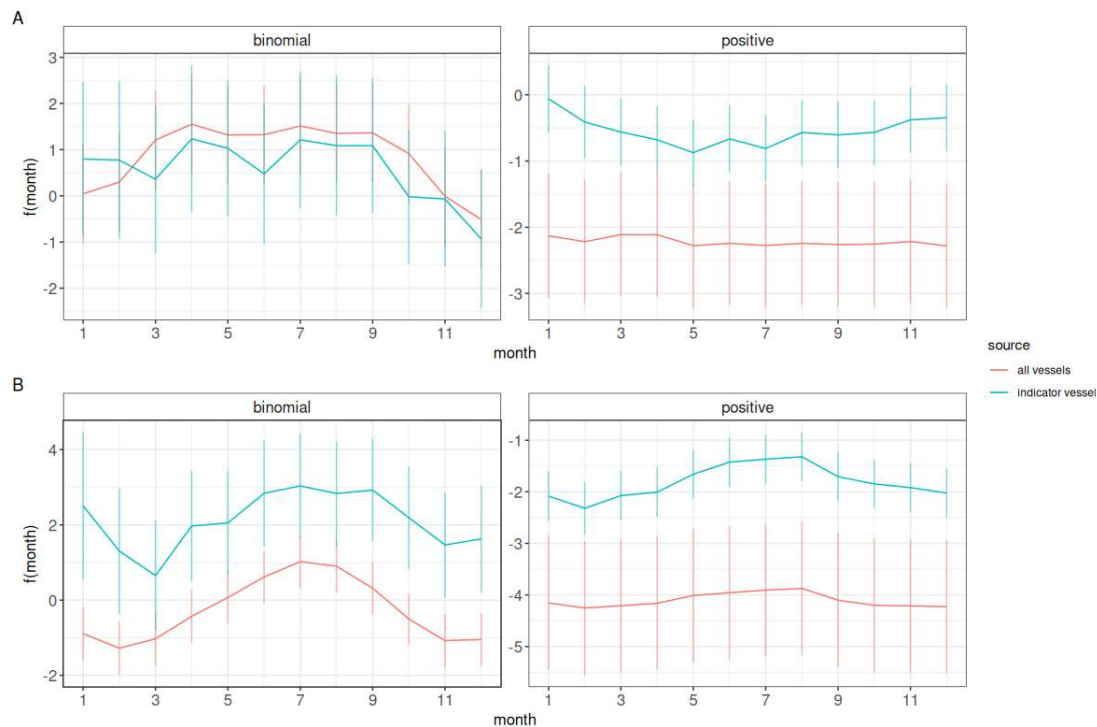 A
binomial
positive
f(month)
3
2
1
0
-1
-2
0
-1
-2
-3
1 3 5 7 9 11
1 3 5 7 9 11
month
source
all vessels
indicator vessel
B
binomial
positive
f(month)
4
2
0
-2
-1
-2
-3
-4
-5
1 3 5 7 9 11
1 3 5 7 9 11
month